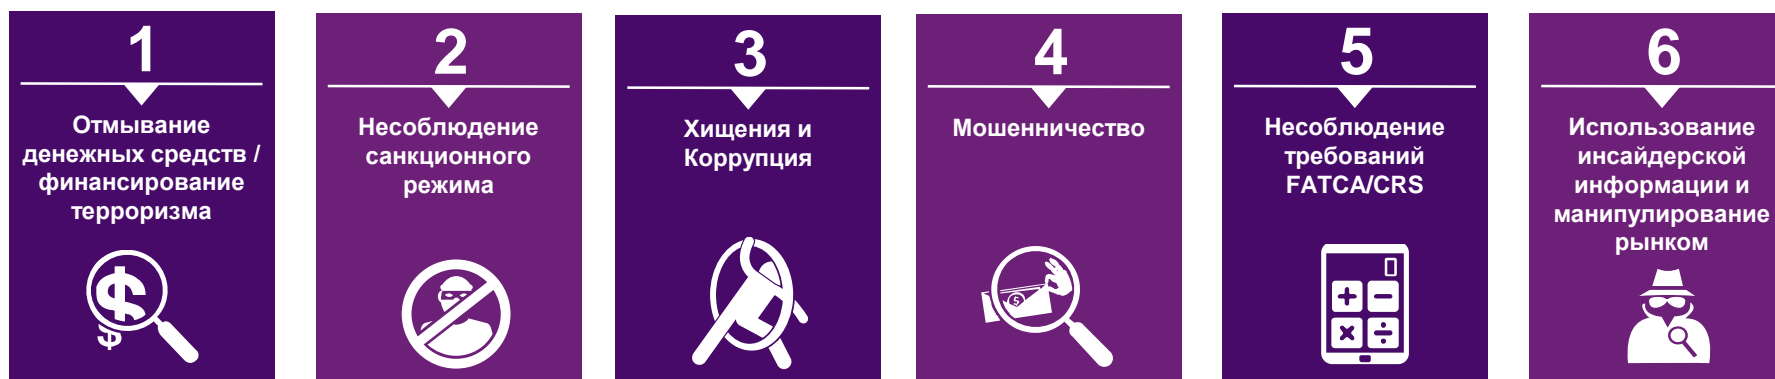 1
Отмывание
денежных средств /
финансирование
терроризма
2
Несоблюдение
санкционного
режима
3
Хищения и
Коррупция
4
Мошенничество
5
Несоблюдение
требований
FATCA/CRS
6
Использование
инсайдерской
информации и
манипулирование
рынком